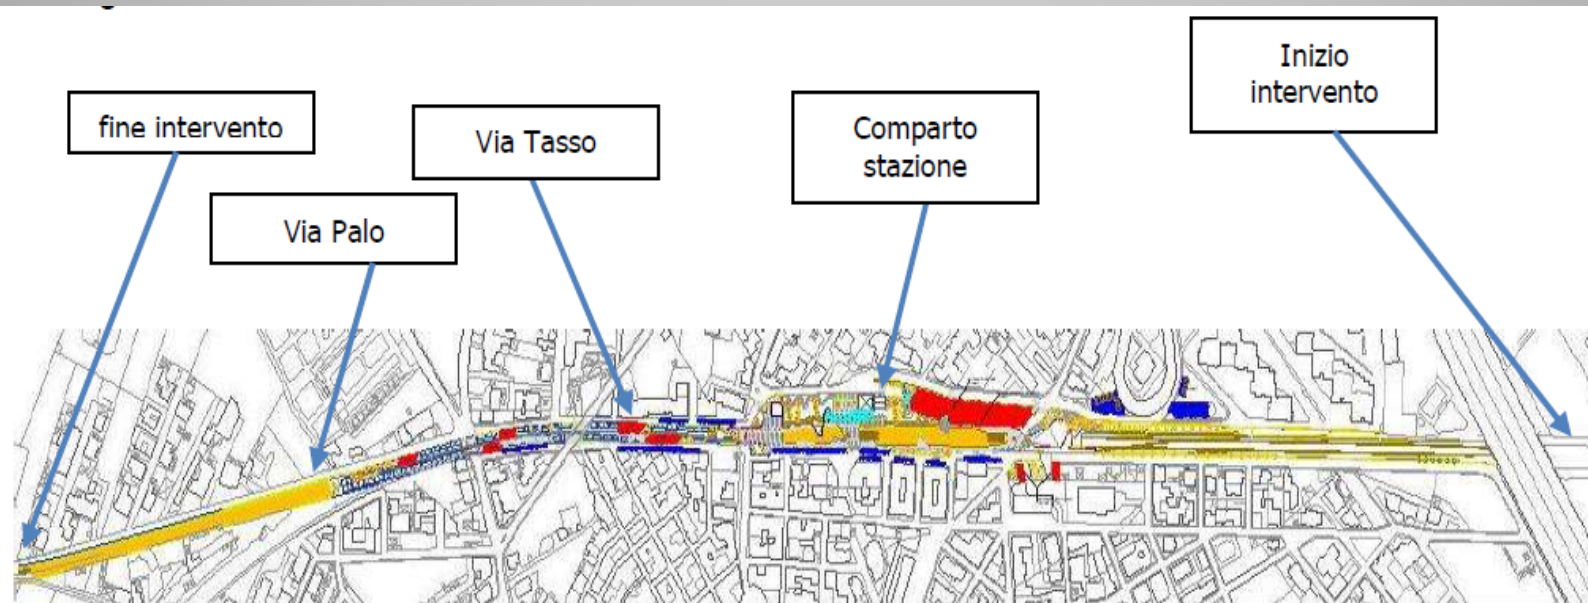 Inizio
intervento
fine intervento
Via Tasso
Comparto
stazione
Via Palo